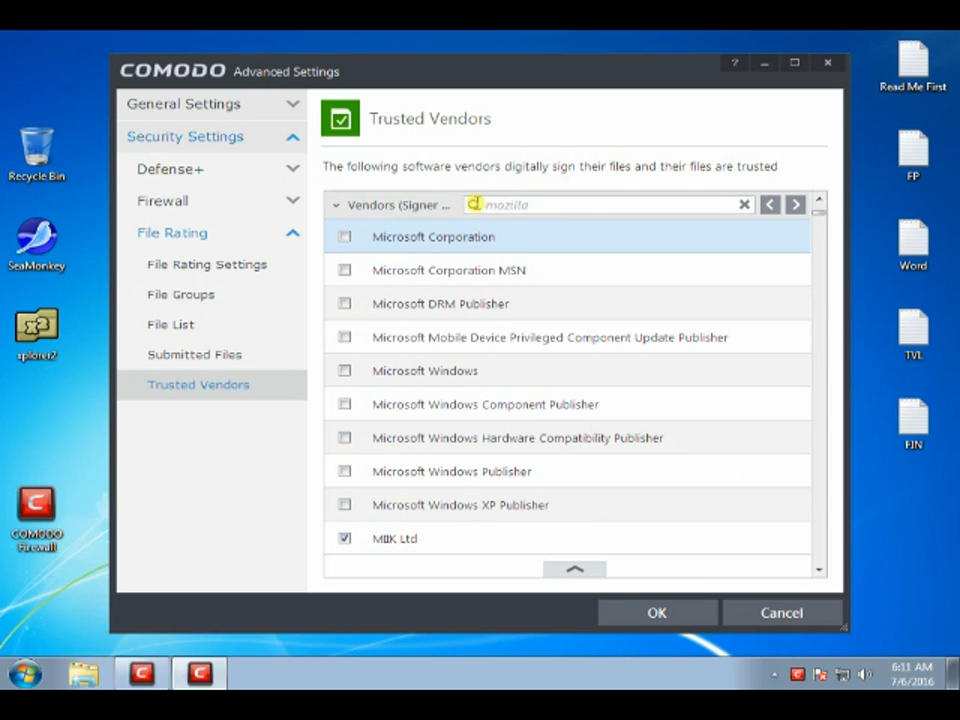 COMODO Advanced Settings
?
General Settings
Security Settings
Defense+
Firewall
File Rating
File Rating Settings
File Groups
File List
Submitted Files
Trusted Vendors
Trusted Vendors
The following software vendors digitally sign their files and their files are trusted
Vendors (Signer ...
mozilla
Microsoft Corporation
Microsoft Corporation MSN
Microsoft DRM Publisher
Microsoft Mobile Device Privileged Component Update Publisher
Microsoft Windows
Microsoft Windows Component Publisher
Microsoft Windows Hardware Compatibility Publisher
Microsoft Windows Publisher
Microsoft Windows XP Publisher
MIIK Ltd
OK
Cancel
Recycle Bin
SeaMonkey
x2
xplorer2
C
COMODO
Firewall
Read Me First
FP
Word
TVL
FIN
C
C
C
6:11 AM
7/6/2016